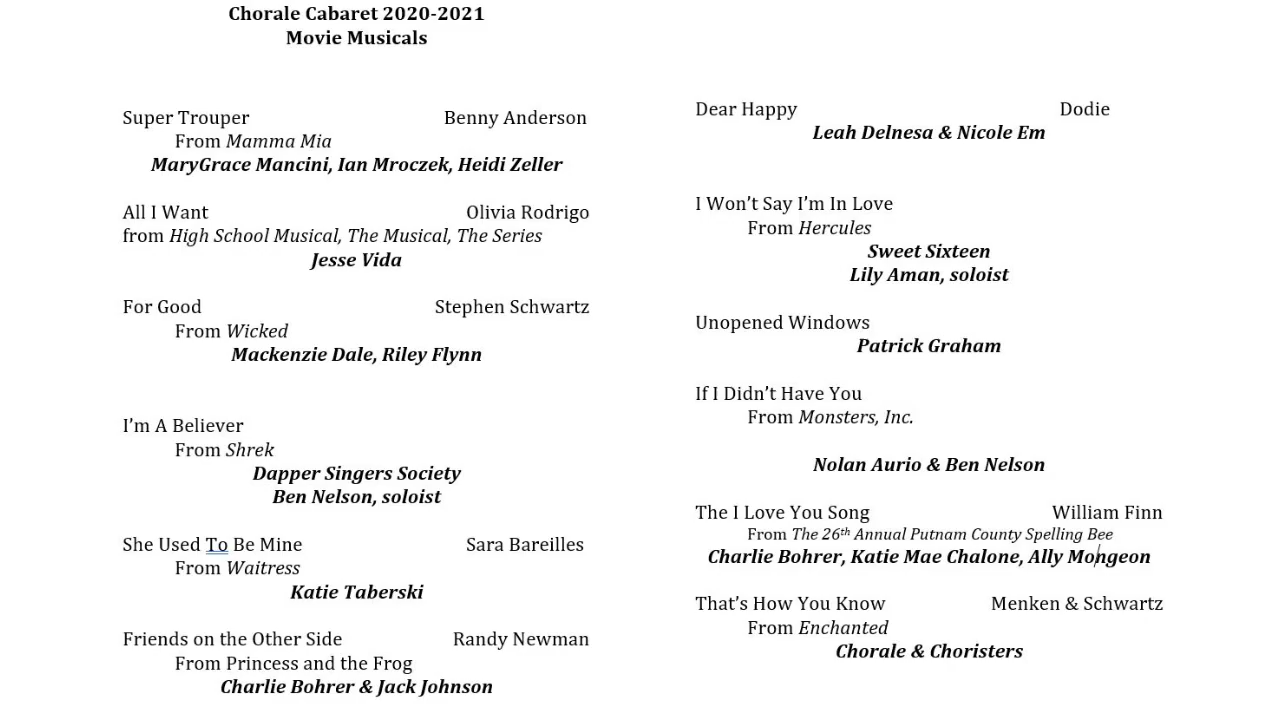 Chorale Cabaret 2020-2021
Movie Musicals
Super Trouper Benny Anderson
From Mamma Mia
MaryGrace Mancini, Ian Mroczek, Heidi Zeller
All I Want Olivia Rodrigo
from High School Musical, The Musical, The Series
Jesse Vida
For Good Stephen Schwartz
From Wicked
Mackenzie Dale, Riley Flynn
I’m A Believer
From Shrek
Dapper Singers Society
Ben Nelson, soloist
She Used To Be Mine Sara Bareilles
From Waitress
Katie Taberski
Friends on the Other Side Randy Newman
From Princess and the Frog
Charlie Bohrer & Jack Johnson
Dear Happy Dodie
Leah Delnesa & Nicole Em
I Won’t Say I’m In Love
From Hercules
Sweet Sixteen
Lily Aman, soloist
Unopened Windows
Patrick Graham
If I Didn’t Have You
From Monsters, Inc.
Nolan Aurio & Ben Nelson
The I Love You Song William Finn
From The 26th Annual Putnam County Spelling Bee
Charlie Bohrer, Katie Mae Chalone, Ally Mongeon
That’s How You Know Menken & Schwartz
From Enchanted
Chorale & Choristers